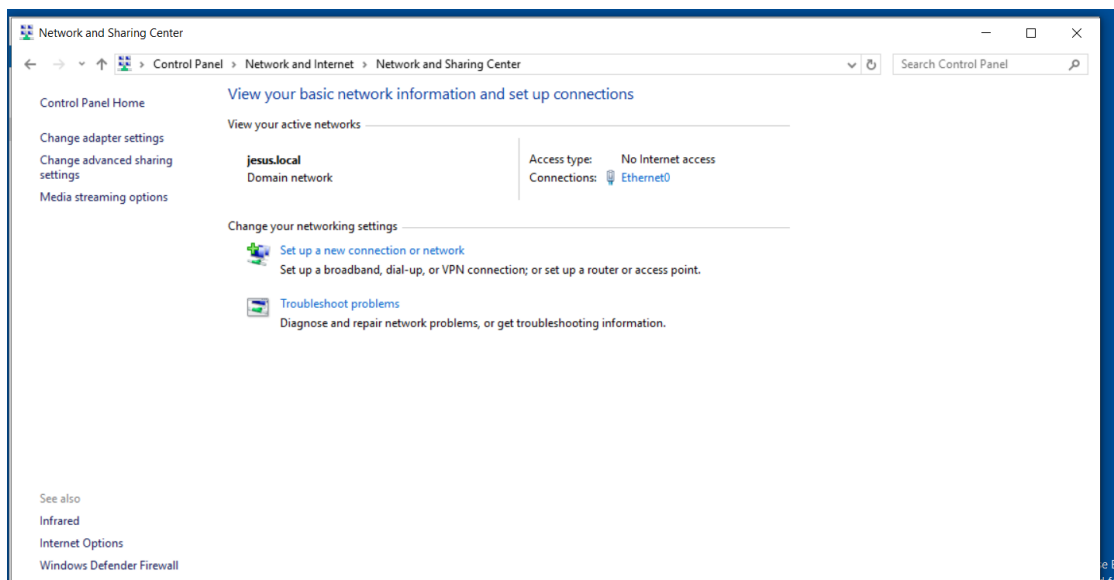 Network and Sharing Center
Control Panel > Network and Internet > Network and Sharing Center
Search Control Panel
Control Panel Home
Change adapter settings
Change advanced sharing
settings
Media streaming options
View your basic network information and set up connections
View your active networks
jesus.local
Domain network
Access type: No Internet access
Connections: Ethernet0
Change your networking settings
Set up a new connection or network
Set up a broadband, dial-up, or VPN connection; or set up a router or access point.
Troubleshoot problems
Diagnose and repair network problems, or get troubleshooting information.
See also
Infrared
Internet Options
Windows Defender Firewall